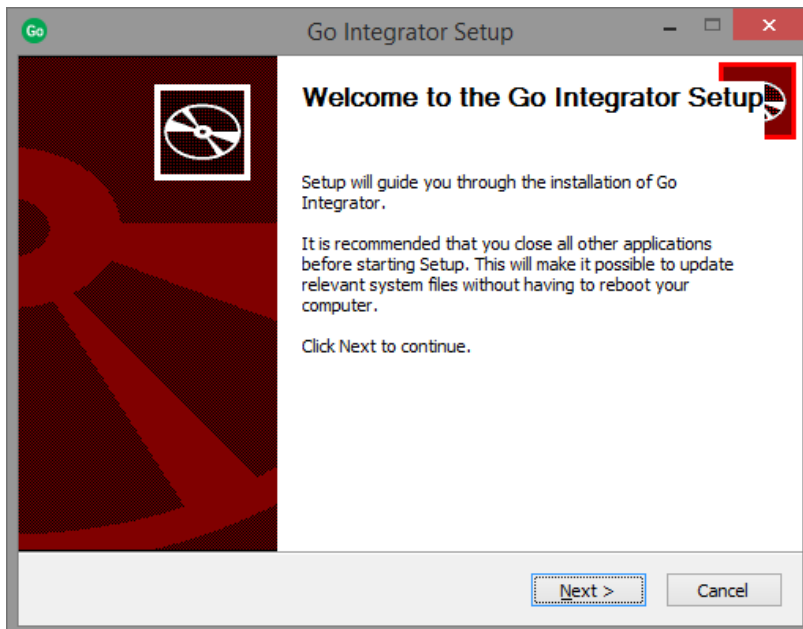 Go
Go Integrator Setup
Welcome to the Go Integrator Setup
Setup will guide you through the installation of Go
Integrator.
It is recommended that you close all other applications
before starting Setup. This will make it possible to update
relevant system files without having to reboot your
computer.
Click Next to continue.
Next >
Cancel